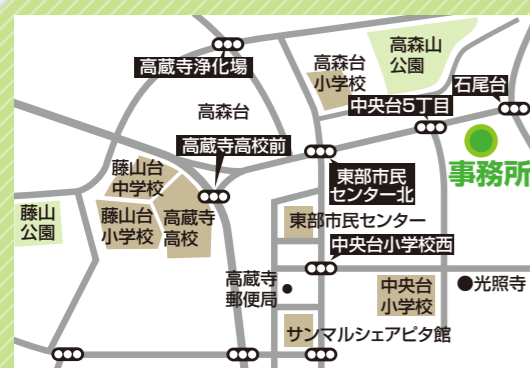 高蔵寺浄化場
高森台
小学校
高森山
公園
石尾台
高森台
中央台5丁目
高蔵寺高校前
事務所
藤山台
中学校
東部市民
センター北
藤山
公園
藤山台
小学校
高蔵寺
高校
東部市民センター
中央台小学校西
高蔵寺
郵便局
中央台
小学校
光照寺
サンマルシェアピタ館